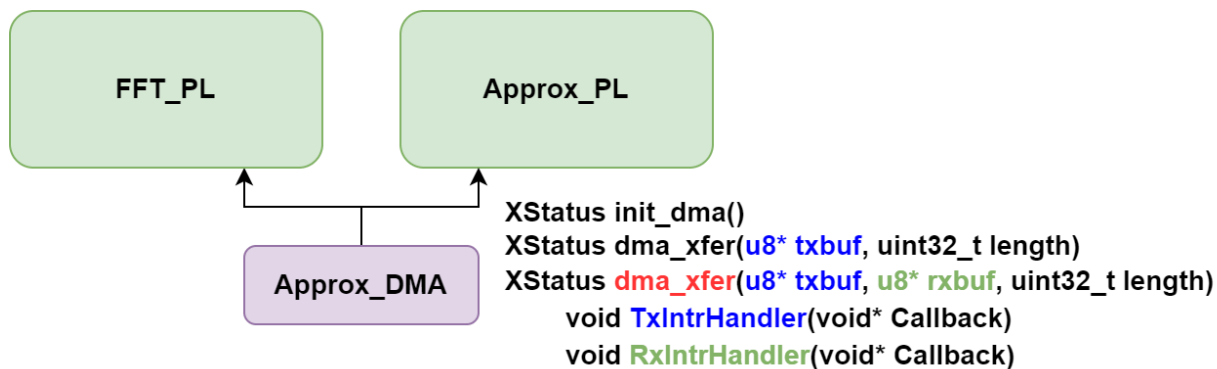 FFT_PL
Approx_PL
Approx_DMA
XStatus init_dma()
XStatus dma_xfer(u8* txbuf, uint32_t length)
XStatus dma_xfer(u8* txbuf, u8* rxbuf, uint32_t length)
void TxIntrHandler(void* Callback)
void RxIntrHandler(void* Callback)